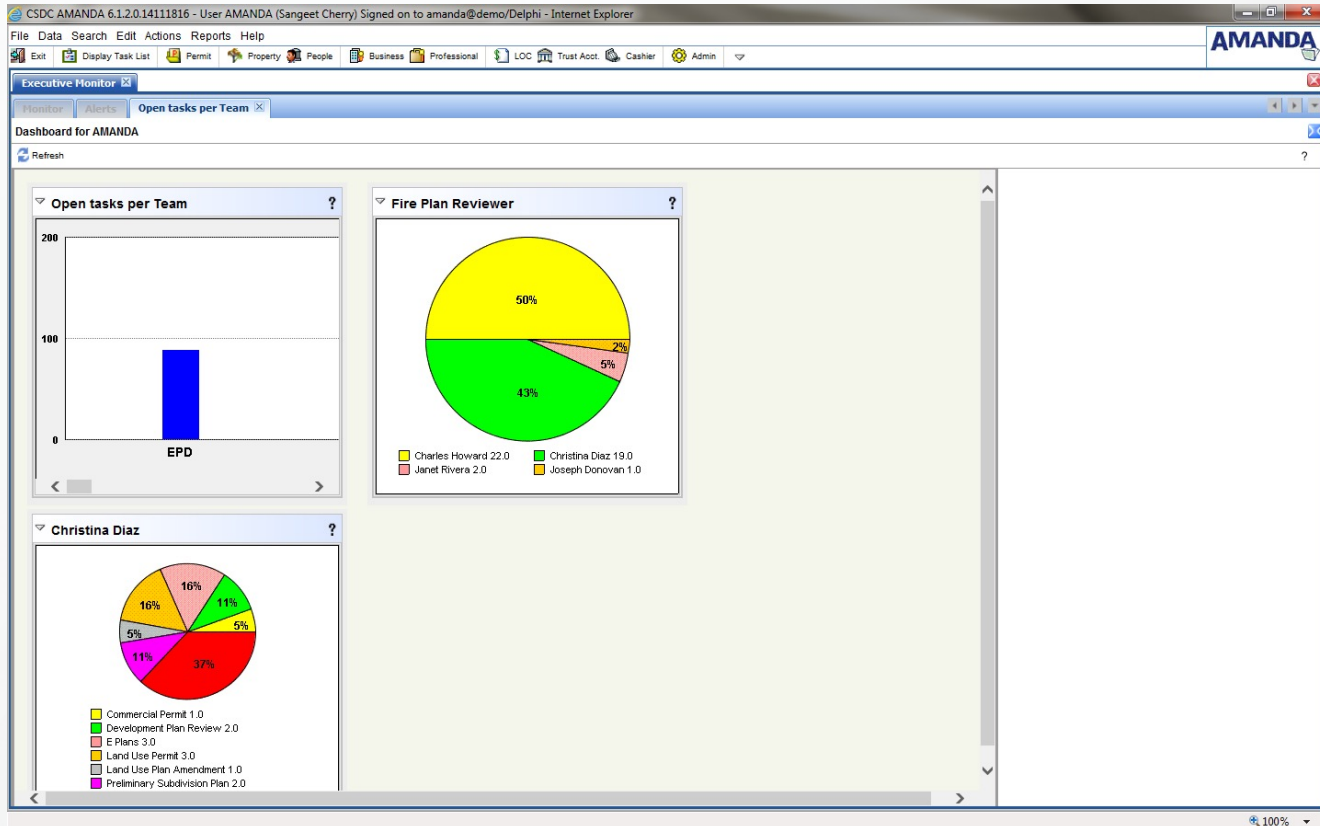 CSDC AMANDA 6.1.2.0.14111816 - User AMANDA (Sangeet Cherry) Signed on to amanda@demo/Delphi - Internet Explorer
File Data Search Edit Actions Reports Help
AMANDA
Exit Display Task List Permit Property People Business Professional LOC Trust Acct. Cashier Admin
Executive Monitor
Monitor Alerts Open tasks per Team
Dashboard for AMANDA
Refresh ?
Open tasks per Team ?
200
100
0
EPD
Fire Plan Reviewer ?
50%
2%
5%
43%
Charles Howard 22.0 Christina Diaz 19.0
Janet Rivera 2.0 Joseph Donovan 1.0
Christina Diaz ?
16%
16%
11%
5%
5%
11%
37%
Commercial Permit 1.0
Development Plan Review 2.0
E Plans 3.0
Land Use Permit 3.0
Land Use Plan Amendment 1.0
Preliminary Subdivision Plan 2.0
100%